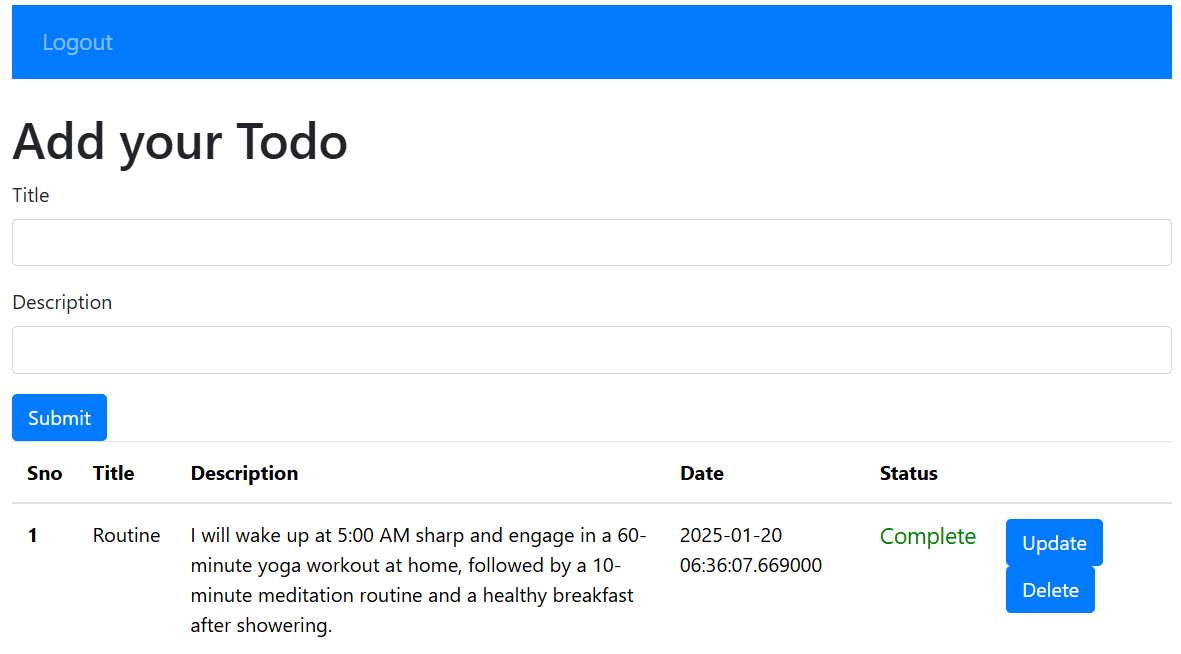 Logout
Add your Todo
Title
Description
Submit
Sno Title Description Date Status
1 Routine I will wake up at 5:00 AM sharp and engage in a 60- 2025-01-20 Complete Update
minute yoga workout at home, followed by a 10- 06:36:07.669000
minute meditation routine and a healthy breakfast Delete
after showering.